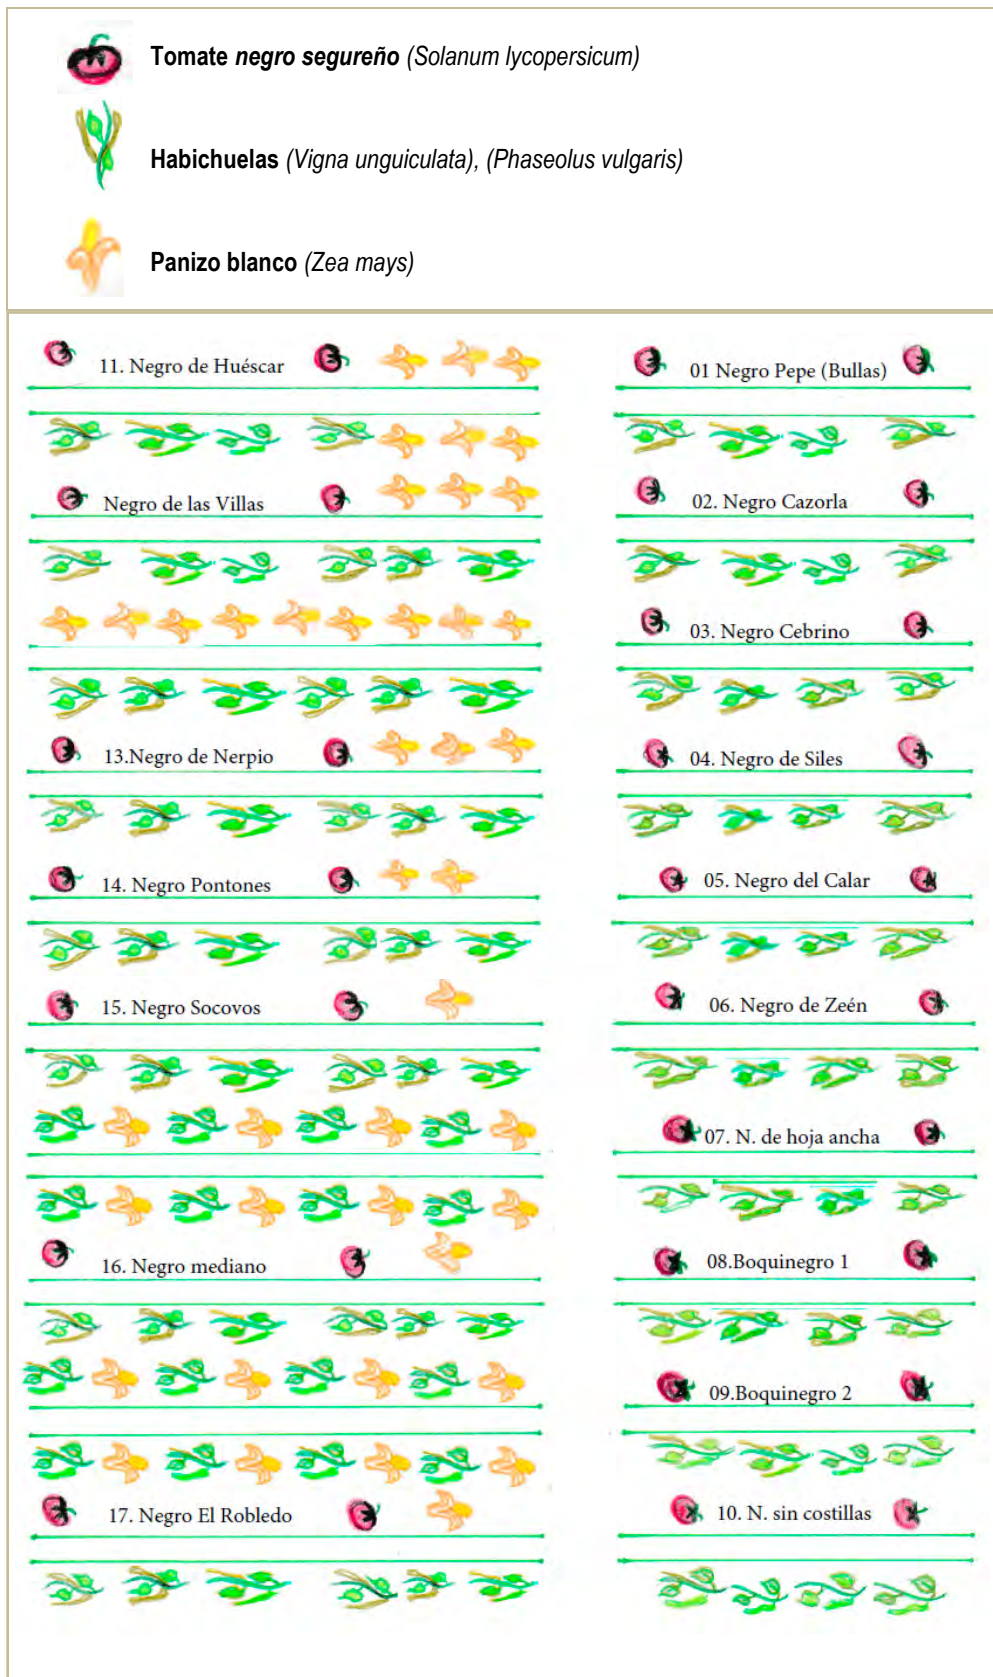 Tomate negro segureño (Solanum lycopersicum)
Habichuelas (Vigna unguiculata), (Phaseolus vulgaris)
Panizo blanco (Zea mays)
11. Negro de Huéscar
Negro de las Villas
13.Negro de Nerpio
14. Negro Pontones
15. Negro Socovos
16. Negro mediano
17. Negro El Robledo
01 Negro Pepe (Bullas)
02. Negro Cazorla
03. Negro Cebrino
04. Negro de Siles
05. Negro del Calar
06. Negro de Zeén
07. N. de hoja ancha
08.Boquinegro 1
09.Boquinegro 2
10. N. sin costillas